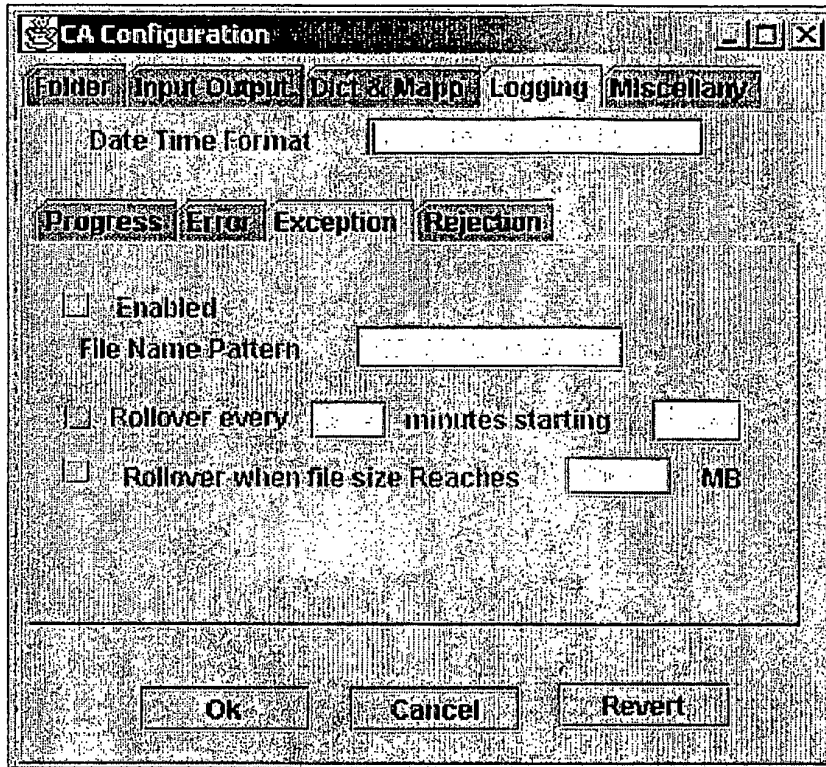 CA Configuration
Folder Input Output. Dict & Mapp. Logging Miscellany.
Date Time Format
Progress Error Exception Rejection
Enabled
File Name Pattern
Rollover every minutes starting
Rollover when file size Reaches MB
Ok Cancel Revert